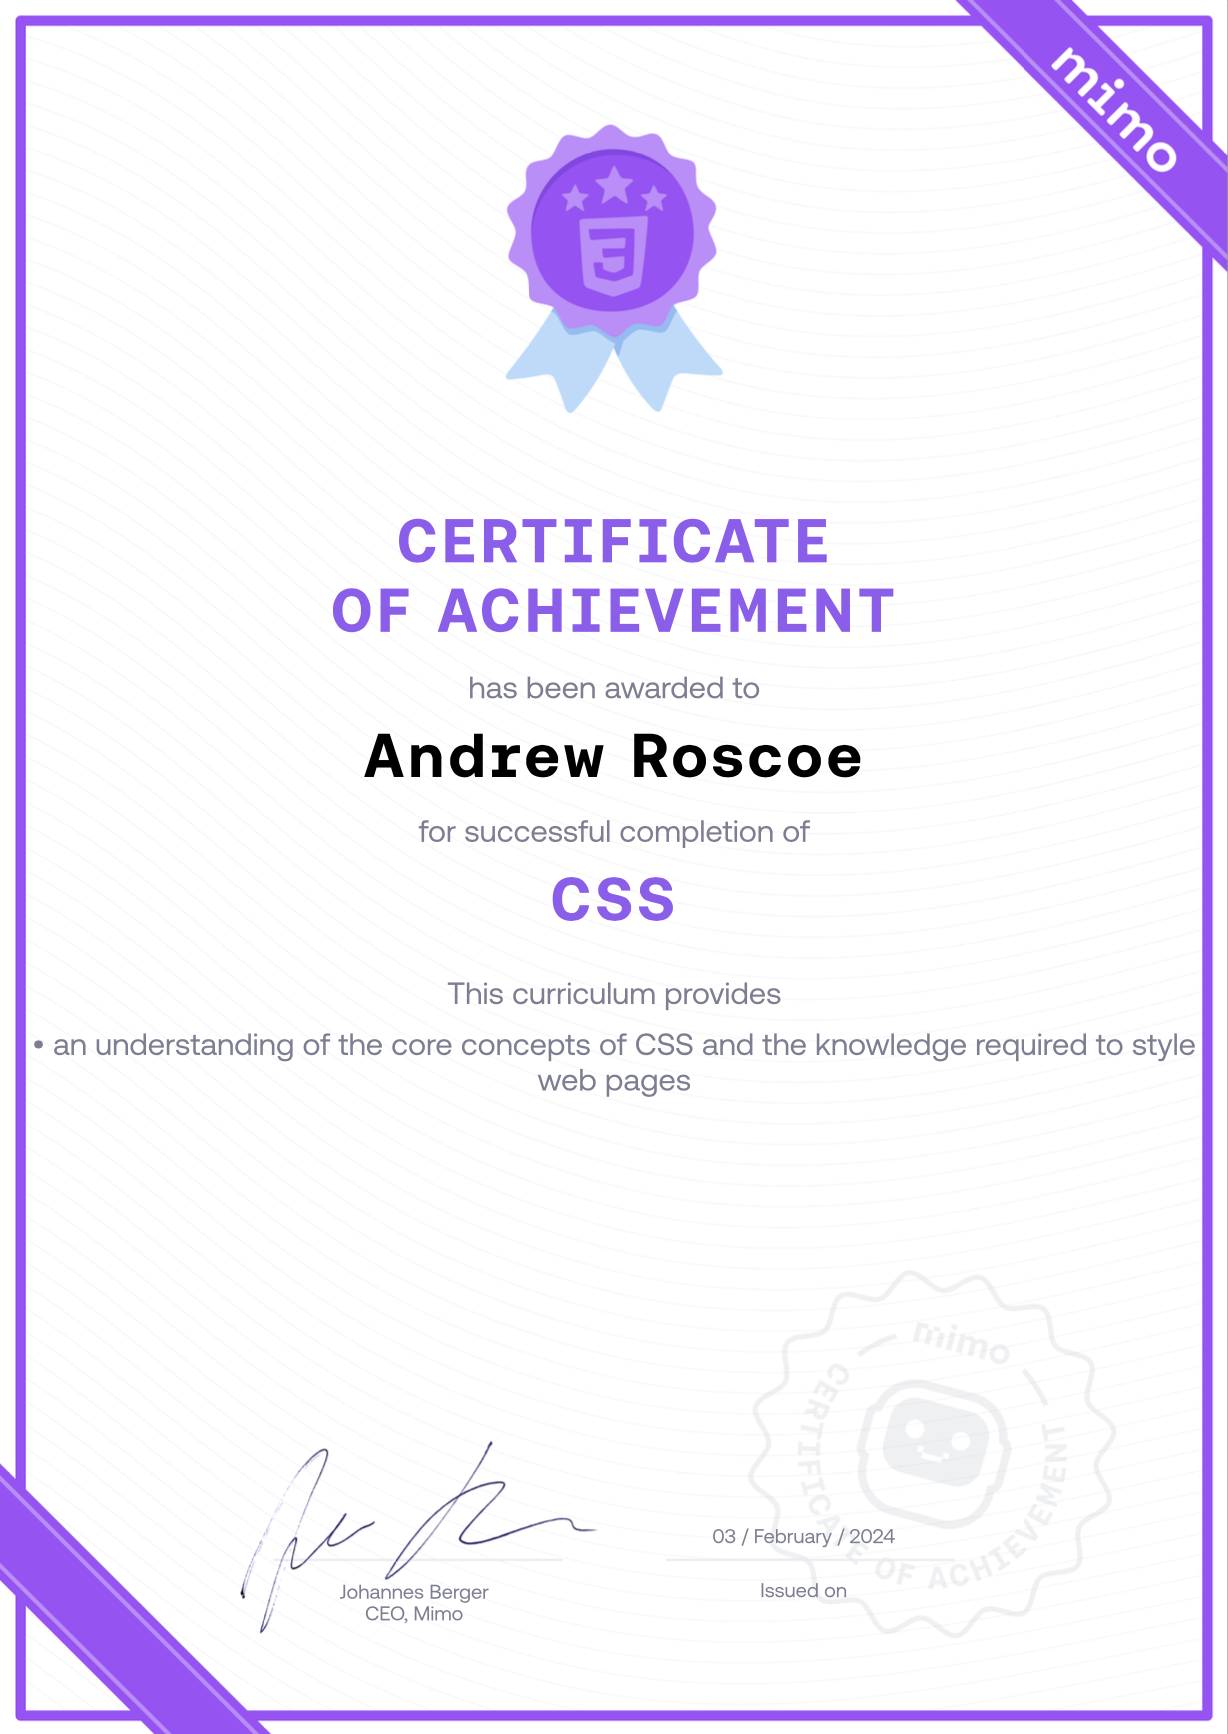 mimo
CERTIFICATE
OF ACHIEVEMENT
has been awarded to
Andrew Roscoe
for successful completion of
CSS
This curriculum provides
• an understanding of the core concepts of CSS and the knowledge required to style
web pages
mimo
CERTIFICATE OF ACHIEVEMENT
03 / February / 2024
Issued on
Johannes Berger
CEO, Mimo